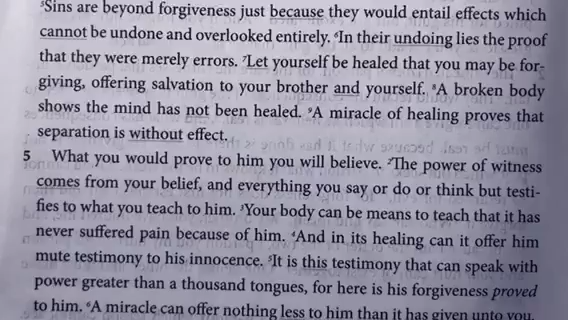 ⁵Sins are beyond forgiveness just because they would entail effects which
cannot be undone and overlooked entirely. ⁶In their undoing lies the proof
that they were merely errors. ⁷Let yourself be healed that you may be for-
giving, offering salvation to your brother and yourself. ⁸A broken body
shows the mind has not been healed. ⁹A miracle of healing proves that
separation is without effect.
5 What you would prove to him you will believe. ²The power of witness
comes from your belief, and everything you say or do or think but testi-
fies to what you teach to him. ³Your body can be means to teach that it has
never suffered pain because of him. ⁴And in its healing can it offer him
mute testimony to his innocence. ⁵It is this testimony that can speak with
power greater than a thousand tongues, for here is his forgiveness proved
to him. ⁶A miracle can offer nothing less to him than it has given unto you.